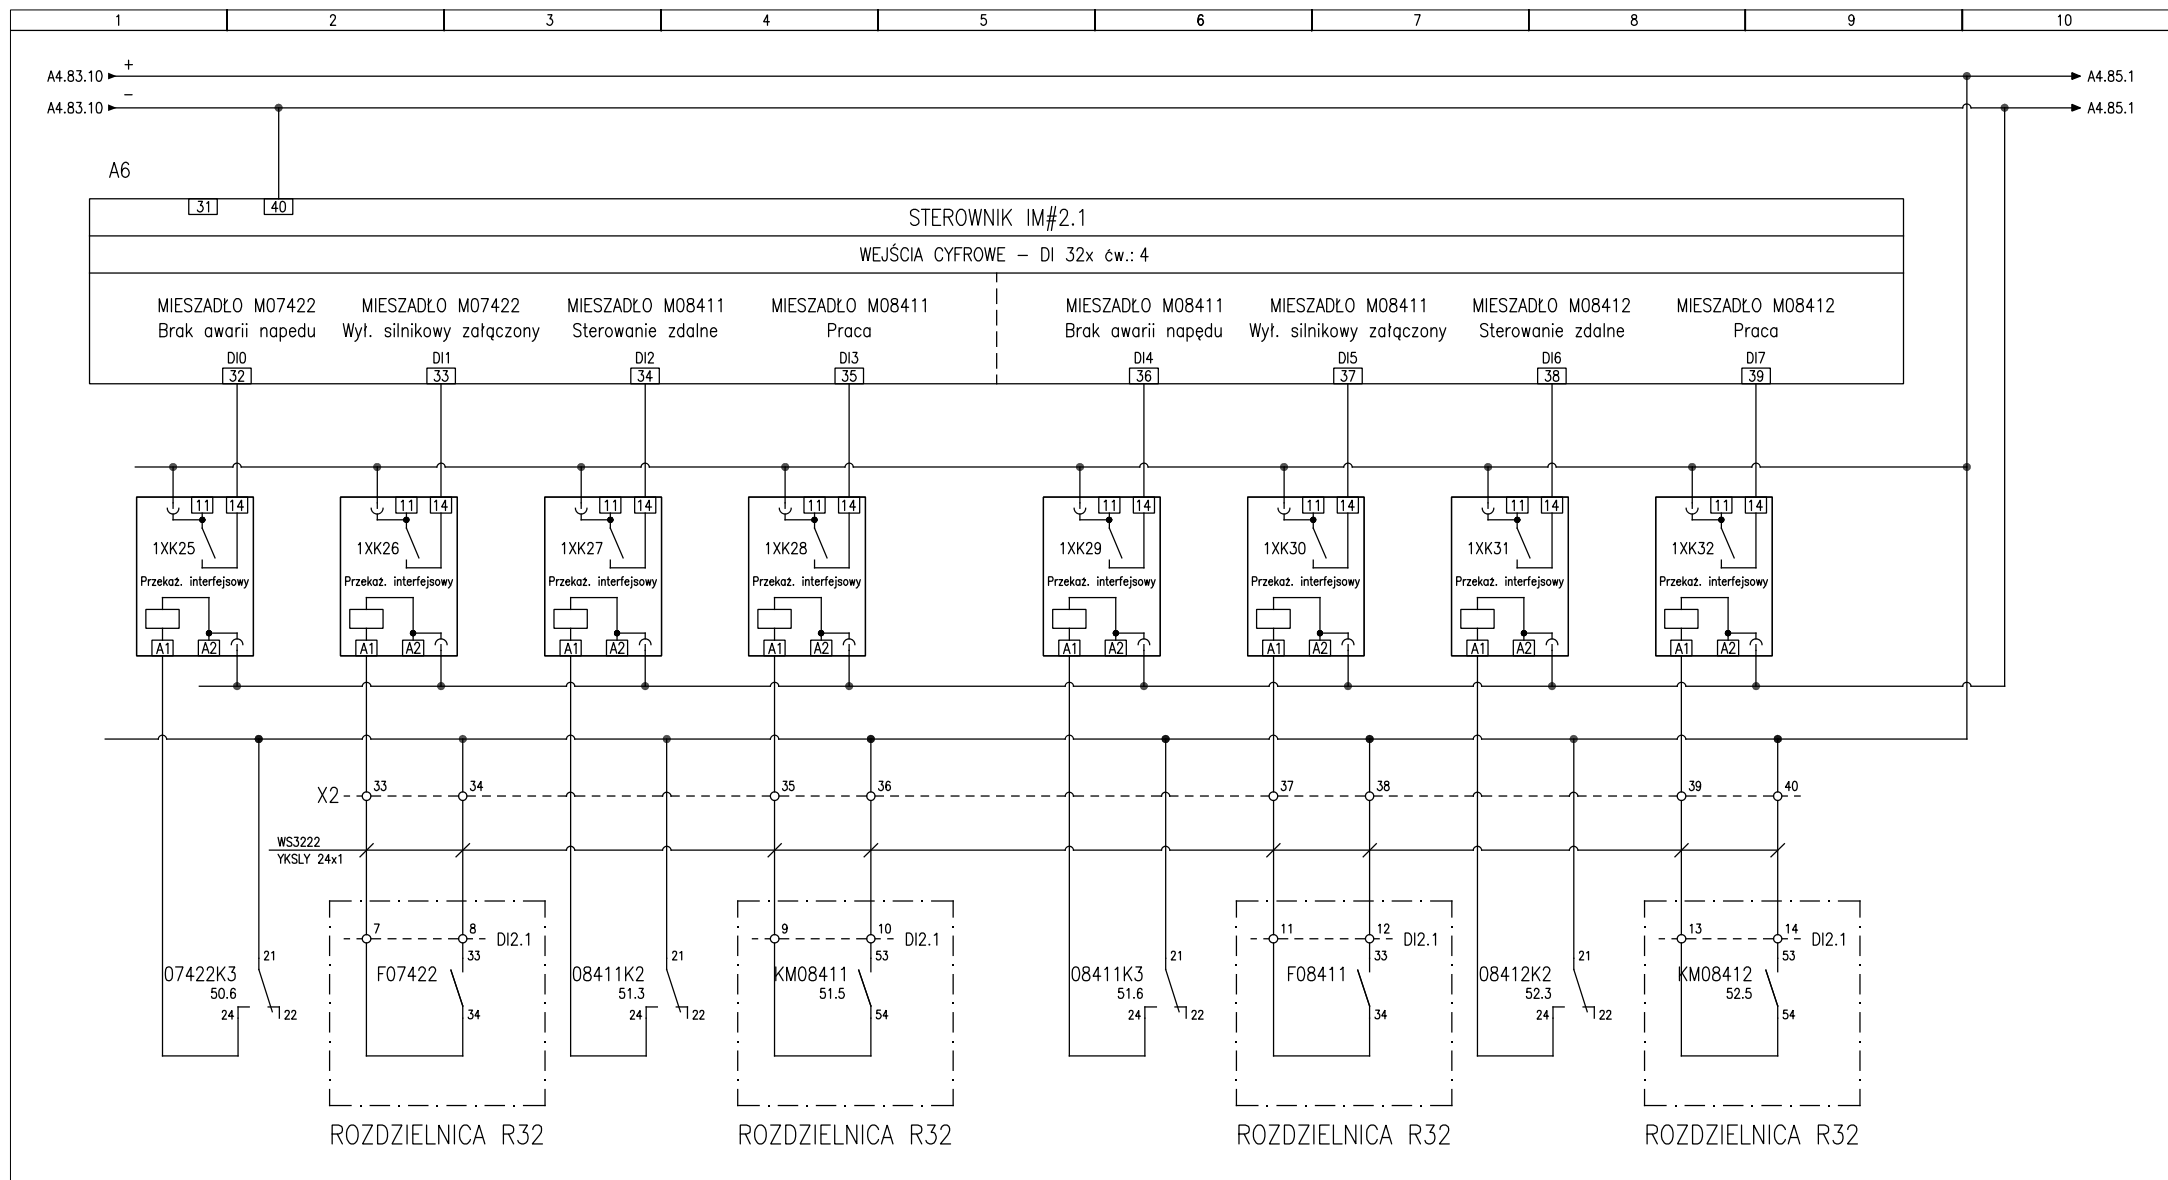 1 2 3 4 5 6 7 8 9 10
+
A4.83.10 A4.85.1
−
A4.83.10 A4.85.1
A6
31 40
STEROWNIK IM#2.1
WEJŚCIA CYFROWE – DI 32x ćw.: 4
MIESZADŁO M07422 MIESZADŁO M07422 MIESZADŁO M08411 MIESZADŁO M08411 MIESZADŁO M08411 MIESZADŁO M08411 MIESZADŁO M08412 MIESZADŁO M08412
Brak awarii napedu Wył. silnikowy załączony Sterowanie zdalne Praca Brak awarii napędu Wył. silnikowy załączony Sterowanie zdalne Praca
DI0 DI1 DI2 DI3 DI4 DI5 DI6 DI7
32 33 34 35 36 37 38 39
11 14 11 14 11 14 11 14 11 14 11 14 11 14 11 14
1XK25 1XK26 1XK27 1XK28 1XK29 1XK30 1XK31 1XK32
Przekaź. interfejsowy Przekaź. interfejsowy Przekaź. interfejsowy Przekaź. interfejsowy Przekaź. interfejsowy Przekaź. interfejsowy Przekaź. interfejsowy Przekaź. interfejsowy
A1 A2 A1 A2 A1 A2 A1 A2 A1 A2 A1 A2 A1 A2 A1 A2
X2 33 34 35 36 37 38 39 40
WS3222
YKSLY 24x1
7 8 DI2.1 9 10 DI2.1 11 12 DI2.1 13 14 DI2.1
21 33 21 53 21 33 21 53
07422K3 F07422 08411K2 KM08411 08411K3 F08411 08412K2 KM08412
50.6 51.3 51.5 51.6 52.3 52.5
24 22 34 24 22 54 24 22 34 24 22 54
ROZDZIELNICA R32 ROZDZIELNICA R32 ROZDZIELNICA R32 ROZDZIELNICA R32